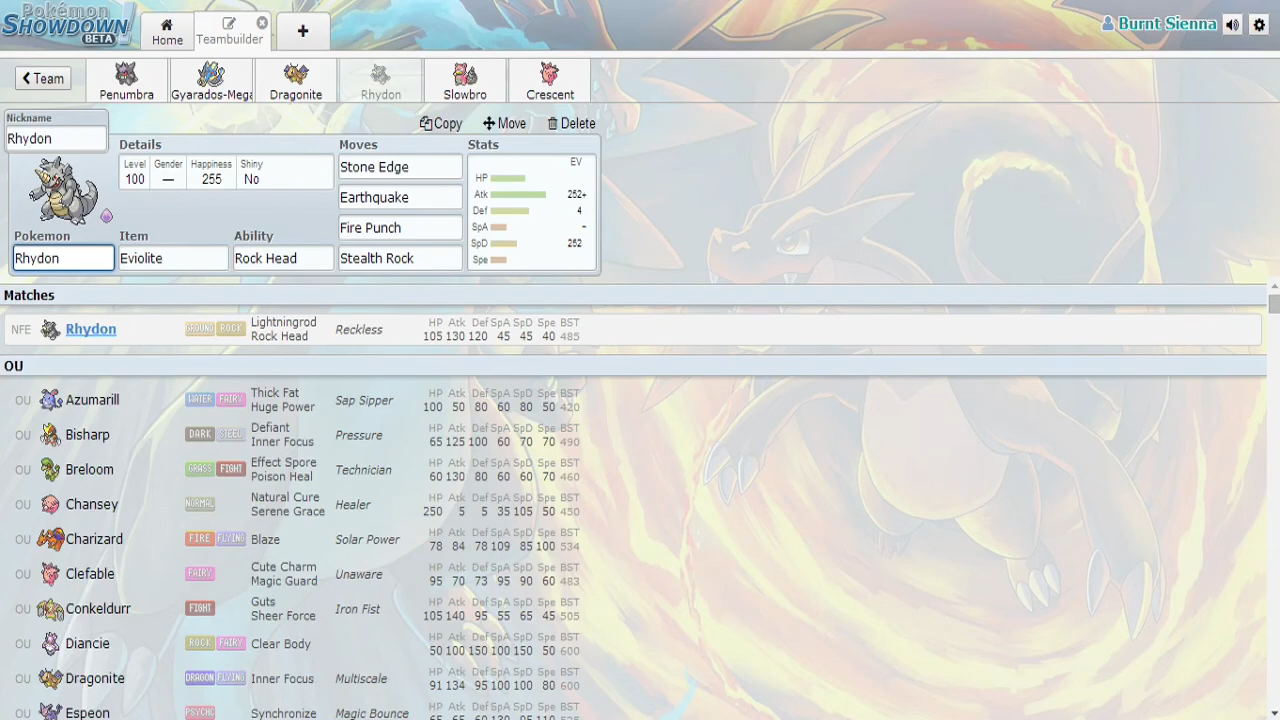 Pokémon
SHOWDOWN!
BETA
Home
Teambuilder
+
Burnt Sienna
Team
Penumbra
Gyarados-Mega
Dragonite
Rhydon
Slowbro
Crescent
Nickname
Rhydon
Copy Move Delete
Details
Level Gender Happiness Shiny
100 — 255 No
Pokemon
Rhydon
Item
Eviolite
Ability
Rock Head
Moves
Stone Edge
Earthquake
Fire Punch
Stealth Rock
Stats
EV
HP
Atk 252+
Def 4
SpA -
SpD 252
Spe
Matches
NFE Rhydon GROUND ROCK Lightningrod Rock Head Reckless HP 105 Atk 130 Def 120 SpA 45 SpD 45 Spe 40 BST 485
OU
OU Azumarill WATER FAIRY Thick Fat Huge Power Sap Sipper HP 100 Atk 50 Def 80 SpA 60 SpD 80 Spe 50 BST 420
OU Bisharp DARK STEEL Defiant Inner Focus Pressure HP 65 Atk 125 Def 100 SpA 60 SpD 70 Spe 70 BST 490
OU Breloom GRASS FIGHT Effect Spore Poison Heal Technician HP 60 Atk 130 Def 80 SpA 60 SpD 60 Spe 70 BST 460
OU Chansey NORMAL Natural Cure Serene Grace Healer HP 250 Atk 5 Def 5 SpA 35 SpD 105 Spe 50 BST 450
OU Charizard FIRE FLYING Blaze Solar Power HP 78 Atk 84 Def 78 SpA 109 SpD 85 Spe 100 BST 534
OU Clefable FAIRY Cute Charm Magic Guard Unaware HP 95 Atk 70 Def 73 SpA 95 SpD 90 Spe 60 BST 483
OU Conkeldurr FIGHT Guts Sheer Force Iron Fist HP 105 Atk 140 Def 95 SpA 55 SpD 65 Spe 45 BST 505
OU Diancie ROCK FAIRY Clear Body HP 50 Atk 100 Def 150 SpA 100 SpD 150 Spe 50 BST 600
OU Dragonite DRAGON FLYING Inner Focus Multiscale HP 91 Atk 134 Def 95 SpA 100 SpD 100 Spe 80 BST 600
OU Espeon PSYCHC Synchronize Magic Bounce HP Atk Def SpA SpD Spe BST